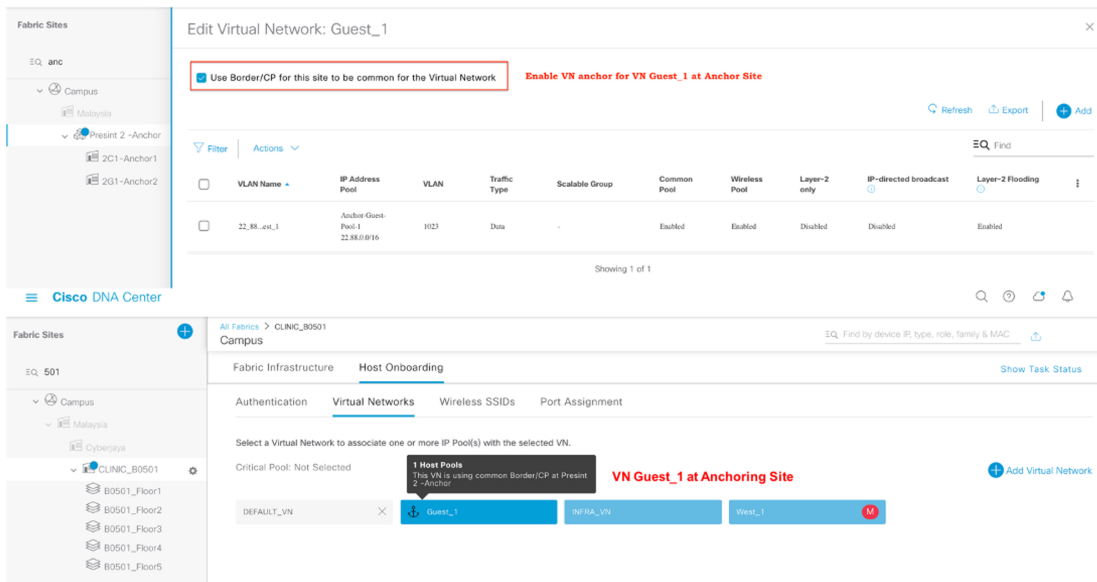 Fabric Sites
Edit Virtual Network: Guest_1
anc
Use Border/CP for this site to be common for the Virtual Network
Enable VN anchor for VN Guest_1 at Anchor Site
Campus
Malaysia
Presint 2 -Anchor
2C1-Anchor1
2G1-Anchor2
Refresh Export Add
Filter Actions Find
VLAN Name IP Address Pool VLAN Traffic Type Scalable Group Common Pool Wireless Pool Layer-2 only IP-directed broadcast Layer-2 Flooding
22_88...est_1 Anchor-Guest-Pool-1 22.88.0.0/16 1023 Data - Enabled Enabled Disabled Disabled Enabled
Showing 1 of 1
Cisco DNA Center
Fabric Sites
All Fabrics > CLINIC_B0501
Campus
Find by device IP, type, role, family & MAC
501
Fabric Infrastructure Host Onboarding
Show Task Status
Campus
Malaysia
Cyberjaya
CLINIC_B0501
B0501_Floor1
B0501_Floor2
B0501_Floor3
B0501_Floor4
B0501_Floor5
Authentication Virtual Networks Wireless SSIDs Port Assignment
Select a Virtual Network to associate one or more IP Pool(s) with the selected VN.
Critical Pool: Not Selected
1 Host Pools
This VN is using common Border/CP at Presint
2 -Anchor
VN Guest_1 at Anchoring Site
Add Virtual Network
DEFAULT_VN Guest_1 INFRA_VN West_1 M